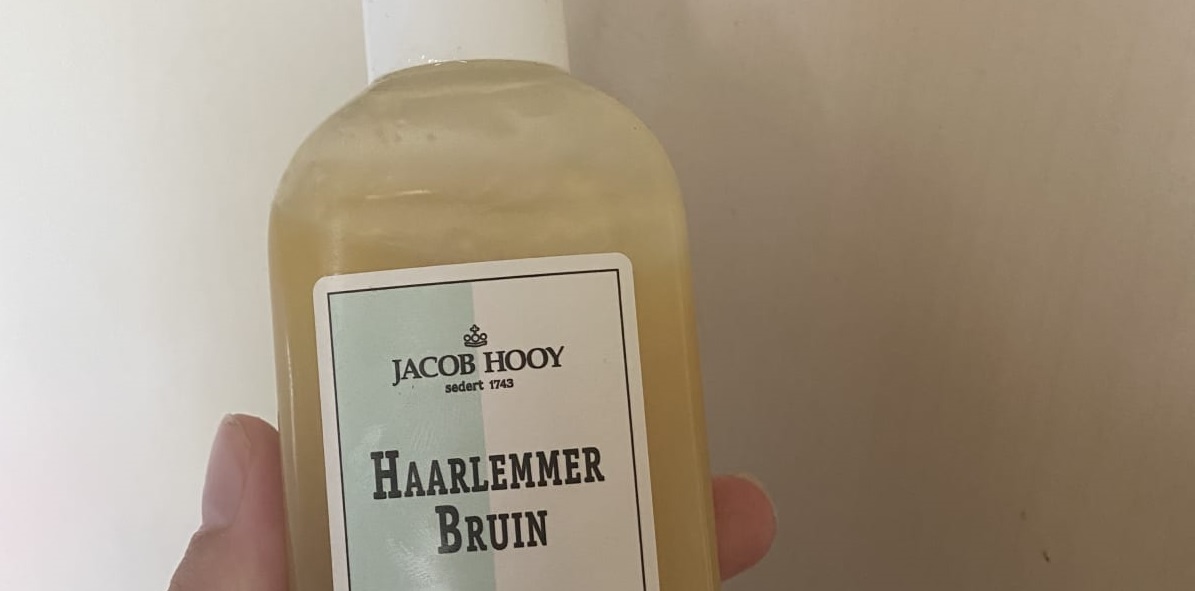 JACOB HOOY
sedert 1743
HAARLEMMER
BRUIN